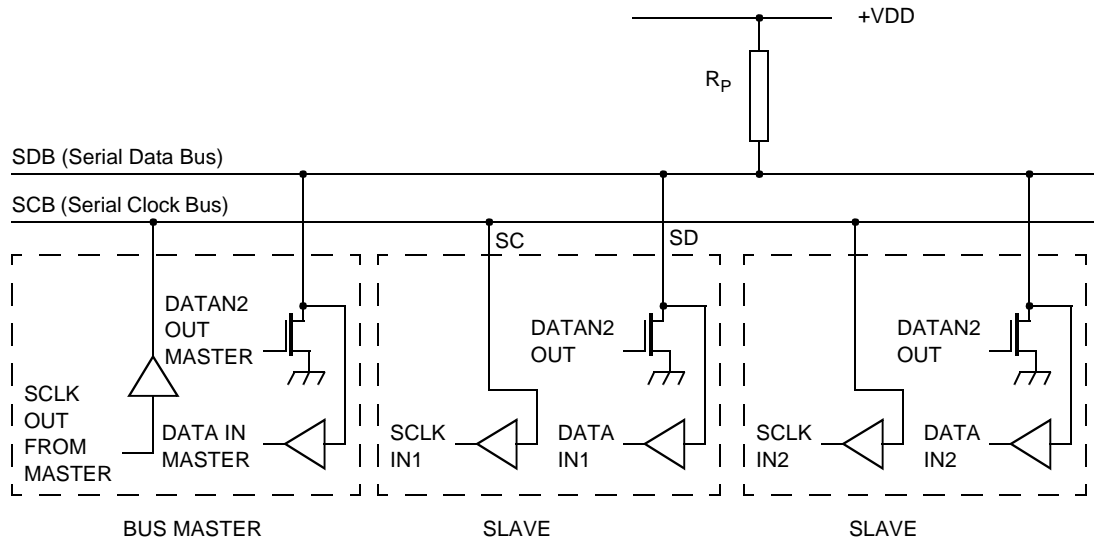 +VDD
RP
SDB (Serial Data Bus)
SCB (Serial Clock Bus)
SC
SD
DATAN2
OUT
MASTER
SCLK
OUT
FROM
MASTER
DATA IN
MASTER
DATAN2
OUT
SCLK
IN1
DATA
IN1
DATAN2
OUT
SCLK
IN2
DATA
IN2
BUS MASTER
SLAVE
SLAVE